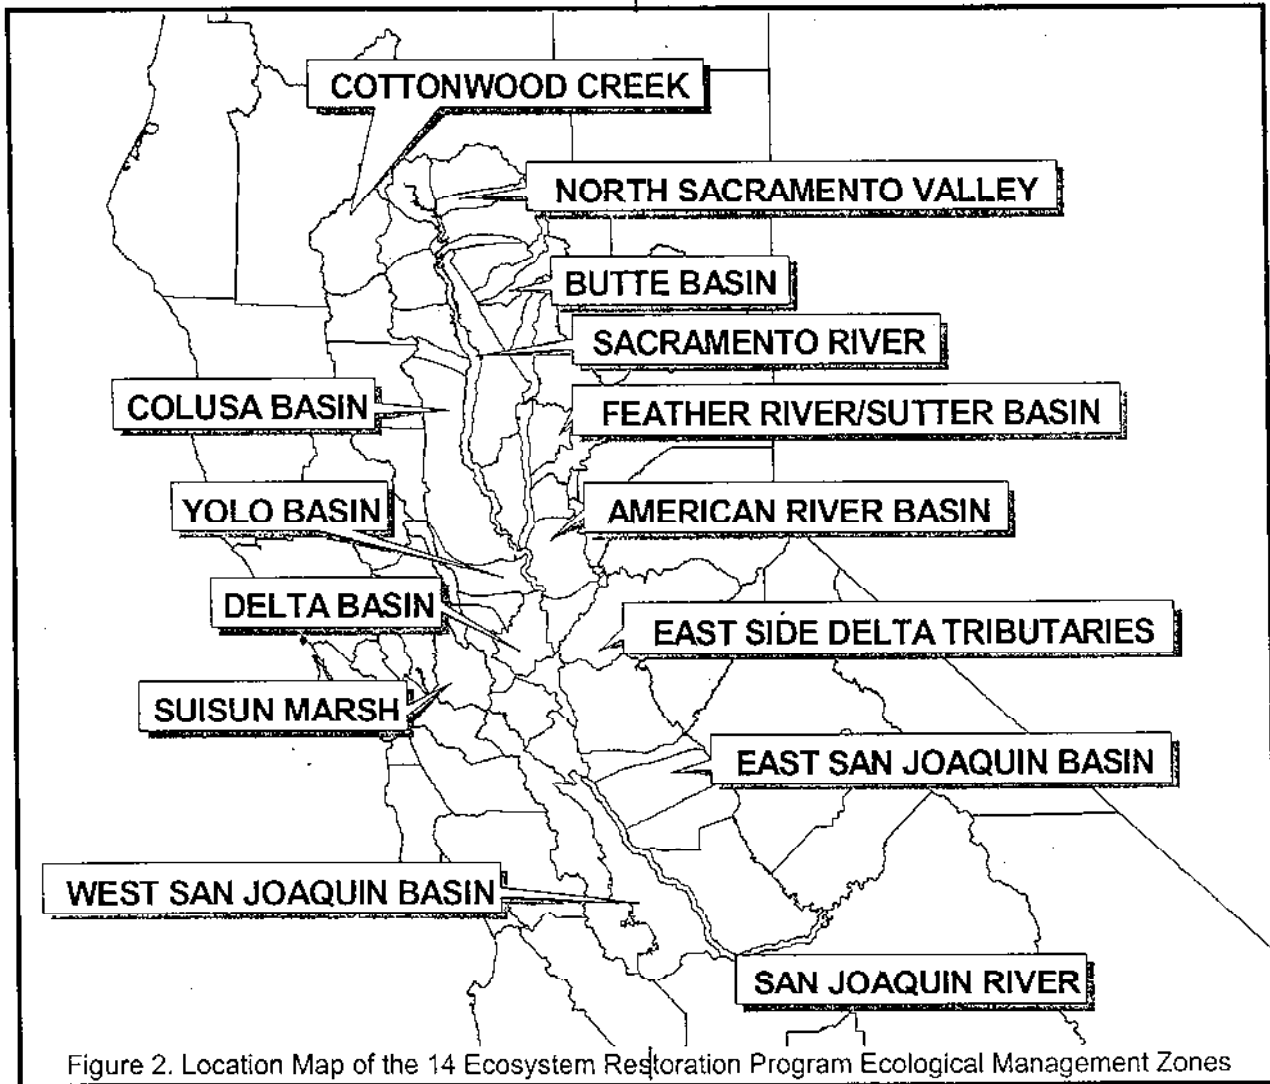 COTTONWOOD CREEK
NORTH SACRAMENTO VALLEY
BUTTE BASIN
SACRAMENTO RIVER
COLUSA BASIN
FEATHER RIVER/SUTTER BASIN
YOLO BASIN
AMERICAN RIVER BASIN
DELTA BASIN
EAST SIDE DELTA TRIBUTARIES
SUISUN MARSH
EAST SAN JOAQUIN BASIN
WEST SAN JOAQUIN BASIN
SAN JOAQUIN RIVER
Figure 2. Location Map of the 14 Ecosystem Restoration Program Ecological Management Zones